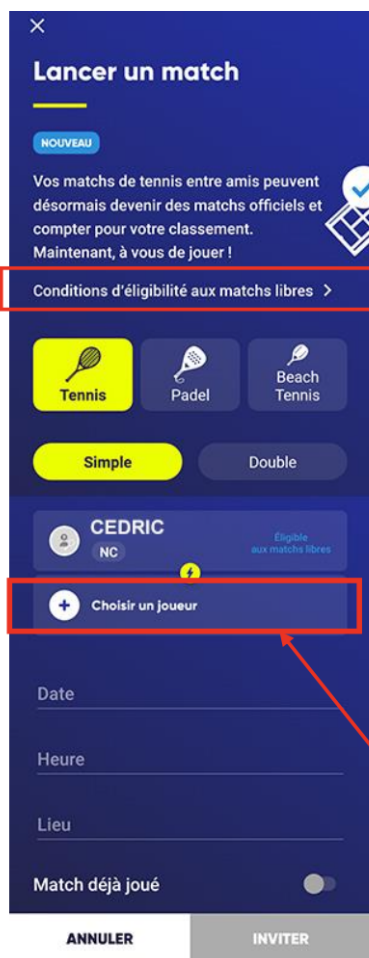 Lancer un match
NOUVEAU
Vos matchs de tennis entre amis peuvent
désormais devenir des matchs officiels et
compter pour votre classement.
Maintenant, à vous de jouer !
Conditions d'éligibilité aux matchs libres >
Tennis
Padel
Beach
Tennis
Simple
Double
CEDRIC
NC
Éligible
aux matchs libres
Choisir un joueur
Date
Heure
Lieu
Match déjà joué
ANNULER
INVITER